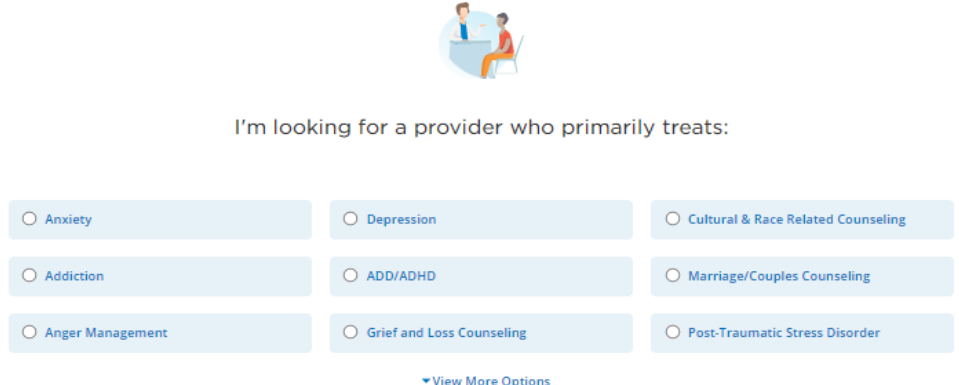 I'm looking for a provider who primarily treats:
Anxiety
Depression
Cultural & Race Related Counseling
Addiction
ADD/ADHD
Marriage/Couples Counseling
Anger Management
Grief and Loss Counseling
Post-Traumatic Stress Disorder
View More Options